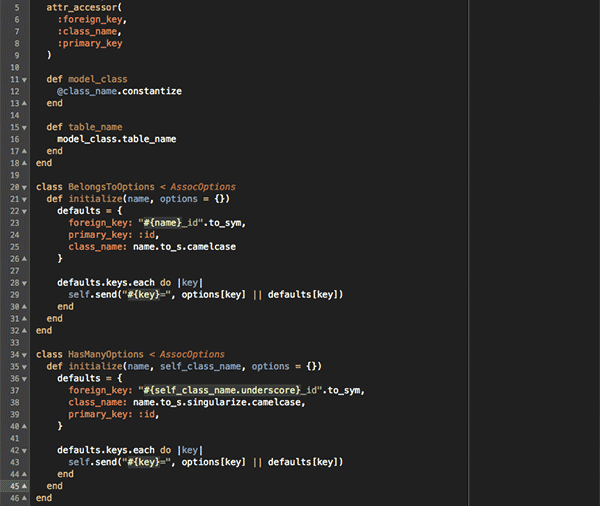 5 attr_accessor(
6 :foreign_key,
7 :class_name,
8 :primary_key
9 )
10
11 def model_class
12 @class_name.constantize
13 end
14
15 def table_name
16 model_class.table_name
17 end
18 end
19
20 class BelongsToOptions < AssocOptions
21 def initialize(name, options = {})
22 defaults = {
23 foreign_key: "#{name}_id".to_sym,
24 primary_key: :id,
25 class_name: name.to_s.camelcase
26 }
27
28 defaults.keys.each do |key|
29 self.send("#{key}=", options[key] || defaults[key])
30 end
31 end
32 end
33
34 class HasManyOptions < AssocOptions
35 def initialize(name, self_class_name, options = {})
36 defaults = {
37 foreign_key: "#{self_class_name.underscore}_id".to_sym,
38 class_name: name.to_s.singularize.camelcase,
39 primary_key: :id,
40 }
41
42 defaults.keys.each do |key|
43 self.send("#{key}=", options[key] || defaults[key])
44 end
45 end
46 end